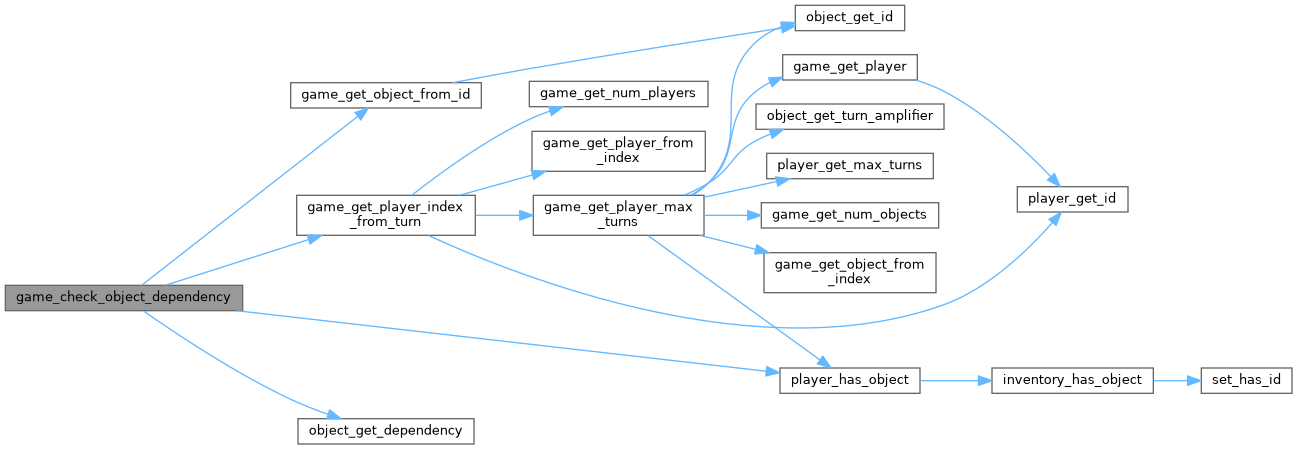 object_get_id
game_get_player
game_get_object_from_id
game_get_num_players
object_get_turn_amplifier
game_get_player_from
_index
player_get_max_turns
player_get_id
game_get_player_index
_from_turn
game_get_player_max
_turns
game_get_num_objects
game_get_object_from
_index
game_check_object_dependency
player_has_object
inventory_has_object
set_has_id
object_get_dependency